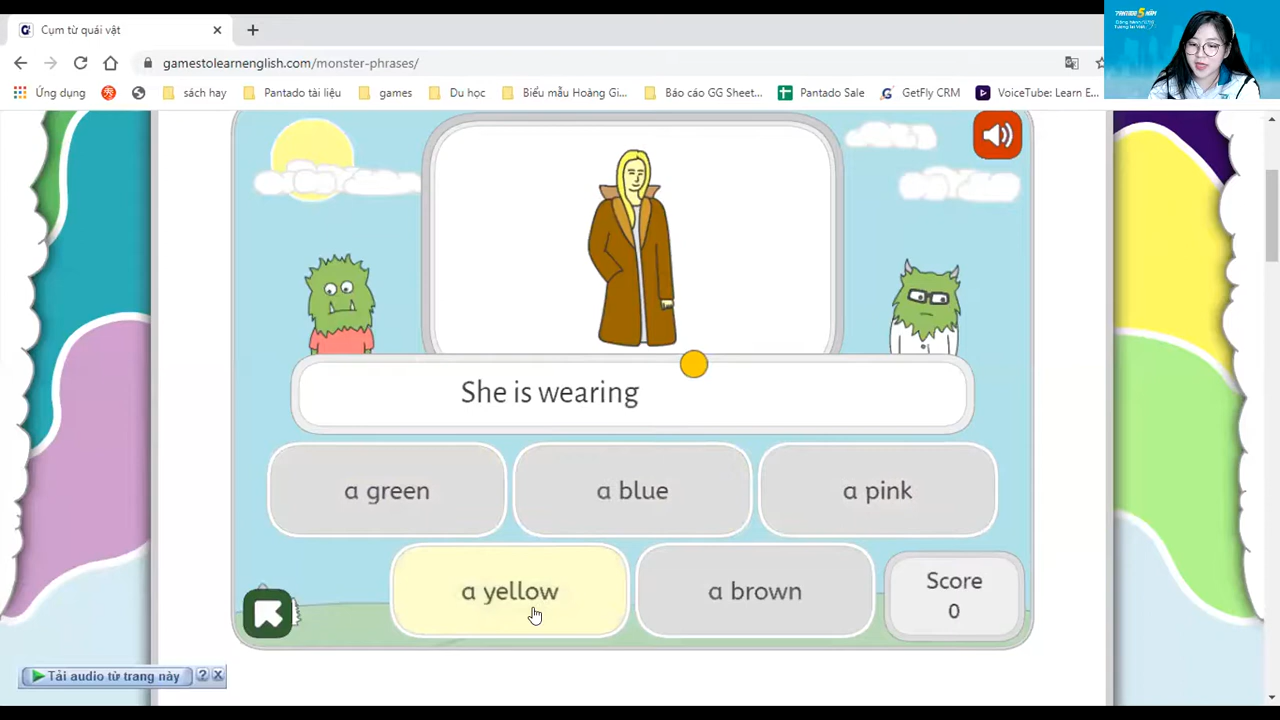 Cụm từ quái vật
gamestolearnenglish.com/monster-phrases/
Ứng dụng
sách hay
Pantado tài liệu
games
Du học
Biểu mẫu Hoàng Gi...
Báo cáo GG Sheet...
Pantado Sale
GetFly CRM
VoiceTube: Learn E...
She is wearing
a green
a blue
a pink
a yellow
a brown
Score
0
Tải audio từ trang này
? X